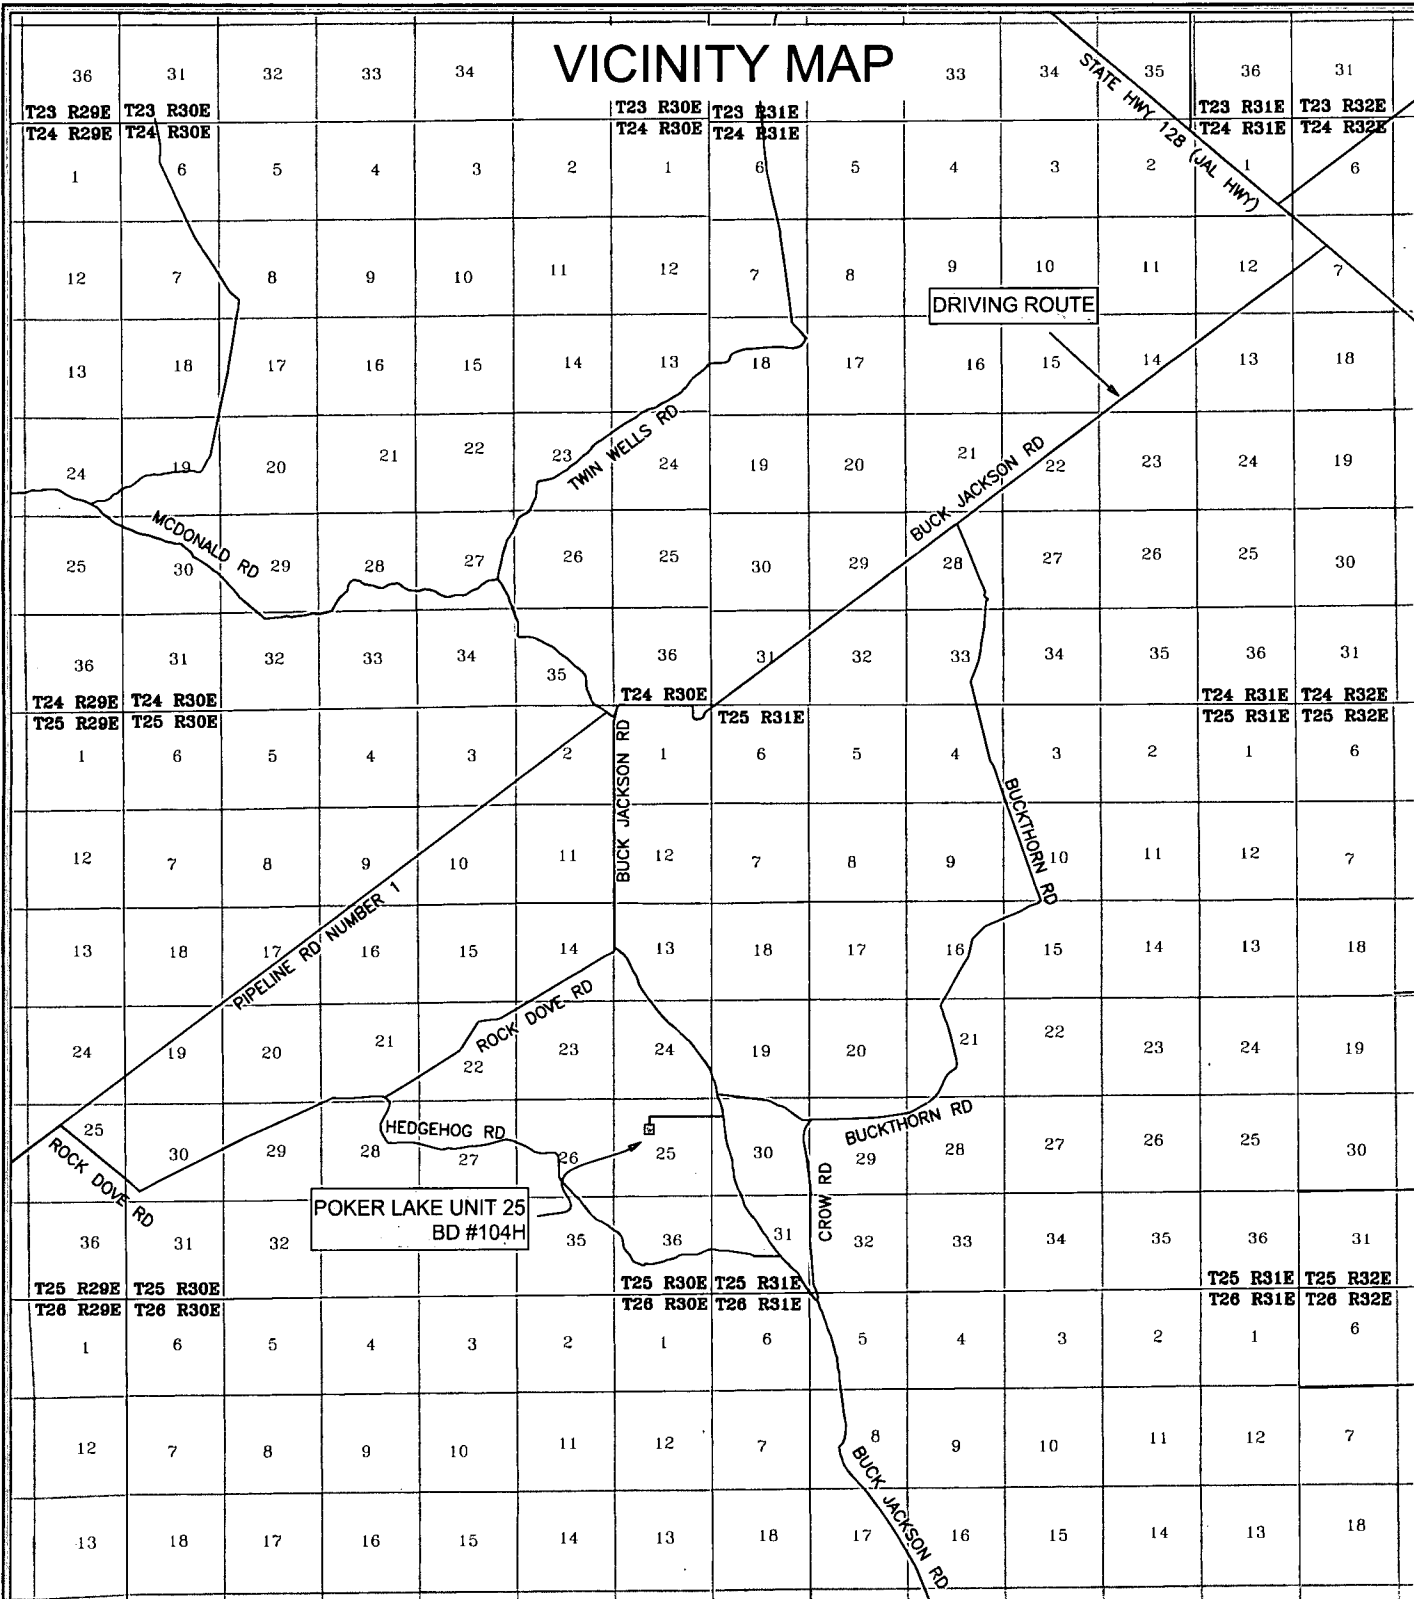 VICINITY MAP
36 31 32 33 34 33 34 35 36 31
STATE HWY 128 (JAL HWY)
T23 R29E T23 R30E T23 R30E T23 R31E T23 R31E T23 R32E
T24 R29E T24 R30E T24 R30E T24 R31E T24 R31E T24 R32E
1 6 5 4 3 2 1 6 5 4 3 2 1 6
12 7 8 9 10 11 12 7 8 9 10 11 12 7
DRIVING ROUTE
13 18 17 16 15 14 13 18 17 16 15 14 13 18
TWIN WELLS RD
24 19 20 21 22 23 24 19 20 21 22 23 24 19
BUCK JACKSON RD
MCDONALD RD
25 30 29 28 27 26 25 30 29 28 27 26 25 30
36 31 32 33 34 35 36 31 32 33 34 35 36 31
T24 R29E T24 R30E T24 R30E T24 R31E T24 R32E
T25 R29E T25 R30E T25 R31E T25 R31E T25 R32E
1 6 5 4 3 2 1 6 5 4 3 2 1 6
BUCK JACKSON RD
BUCKTHORN RD
12 7 8 9 10 11 12 7 8 9 10 11 12 7
PIPELINE RD NUMBER 1
13 18 17 16 15 14 13 18 17 16 15 14 13 18
ROCK DOVE RD
24 19 20 21 22 23 24 19 20 21 22 23 24 19
HEDGEHOG RD
BUCKTHORN RD
25 30 29 28 27 26 25 30 29 28 27 26 25 30
ROCK DOVE RD
CROW RD
POKER LAKE UNIT 25
BD #104H
36 31 32 35 36 31 32 33 34 35 36 31
T25 R29E T25 R30E T25 R30E T25 R31E T25 R31E T25 R32E
T26 R29E T26 R30E T26 R30E T26 R31E T26 R31E T26 R32E
1 6 5 4 3 2 1 6 5 4 3 2 1 6
12 7 8 9 10 11 12 7 8 9 10 11 12 7
BUCK JACKSON RD
13 18 17 16 15 14 13 18 17 16 15 14 13 18